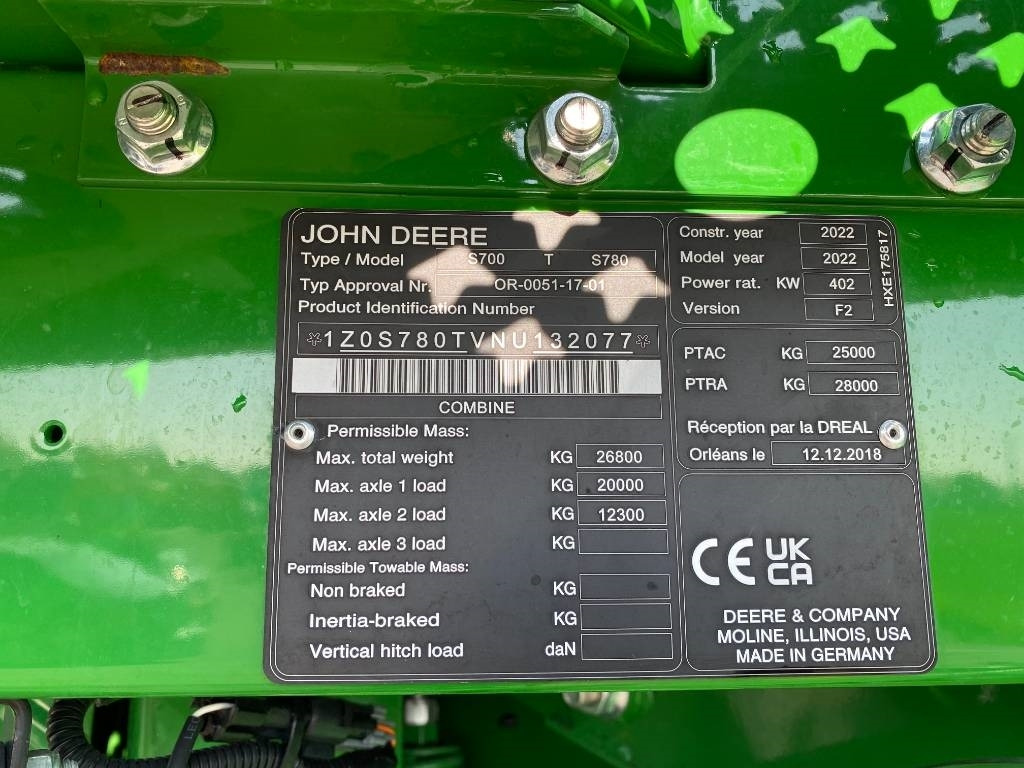 JOHN DEERE
Type / Model S700 T S780
Typ Approval Nr. OR-0051-17-01
Product Identification Number
*1Z0S780TVNU132077*
COMBINE
Permissible Mass:
Max. total weight KG 26800
Max. axle 1 load KG 20000
Max. axle 2 load KG 12300
Max. axle 3 load KG
Permissible Towable Mass:
Non braked KG
Inertia-braked KG
Vertical hitch load daN
Constr. year 2022
Model year 2022
Power rat. KW 402
Version F2
HXE175817
PTAC KG 25000
PTRA KG 28000
Réception par la DREAL
Orléans le 12.12.2018
CE UK
CA
DEERE & COMPANY
MOLINE, ILLINOIS, USA
MADE IN GERMANY